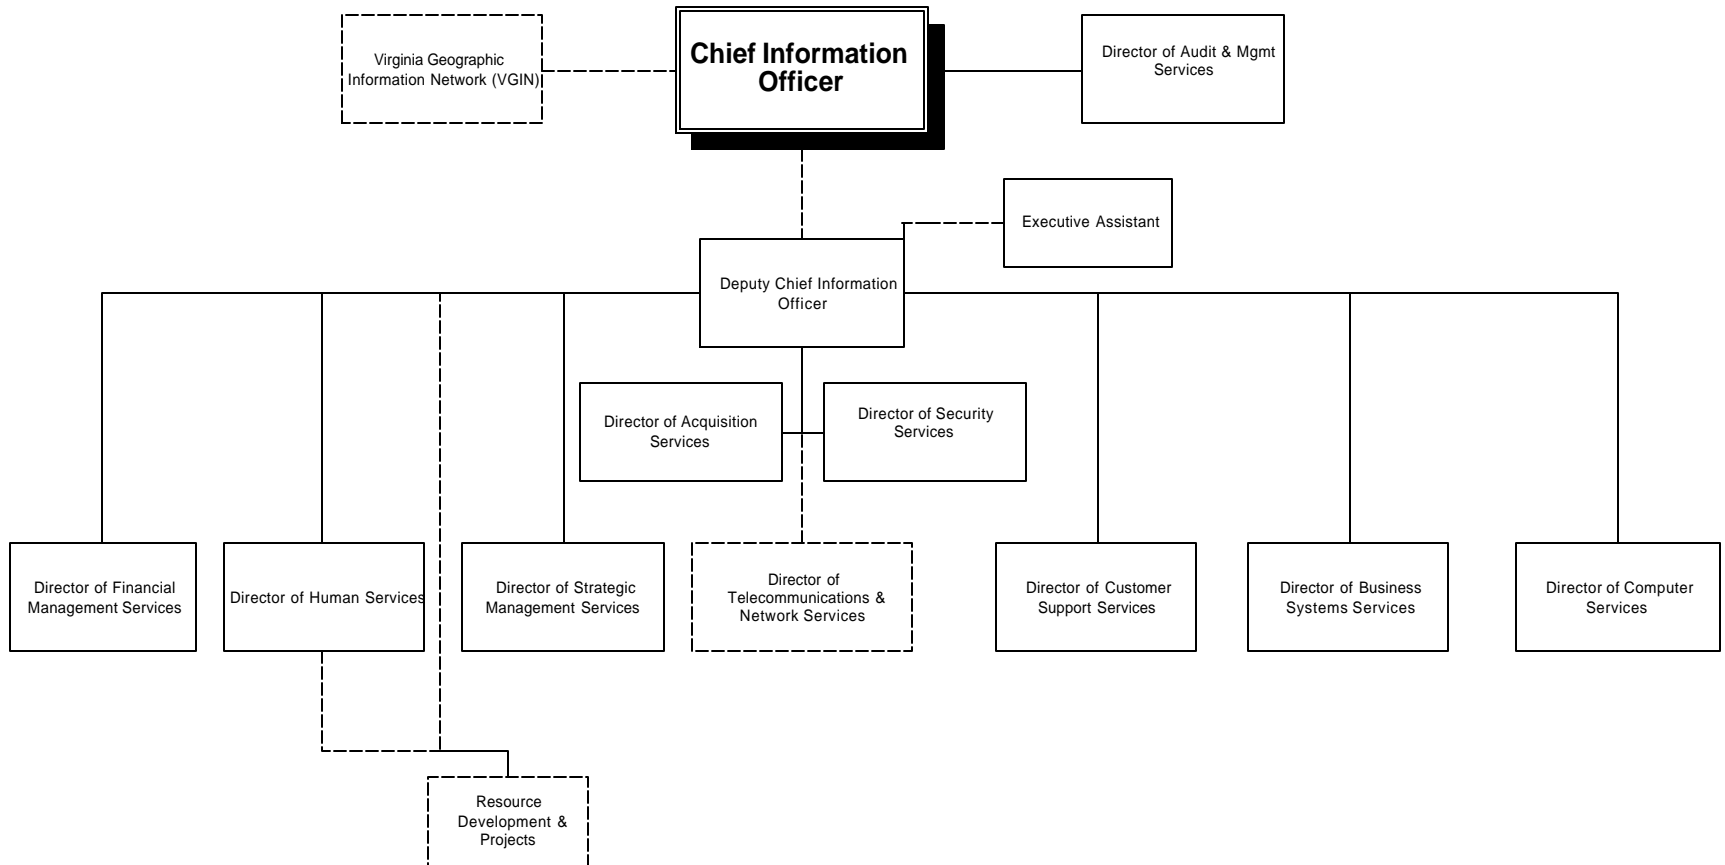 Virginia Geographic
Information Network (VGIN)
Chief Information
Officer
Director of Audit & Mgmt
Services
Executive Assistant
Deputy Chief Information
Officer
Director of Acquisition
Services
Director of Security
Services
Director of Financial
Management Services
Director of Human Services
Director of Strategic
Management Services
Director of
Telecommunications &
Network Services
Director of Customer
Support Services
Director of Business
Systems Services
Director of Computer
Services
Resource
Development &
Projects